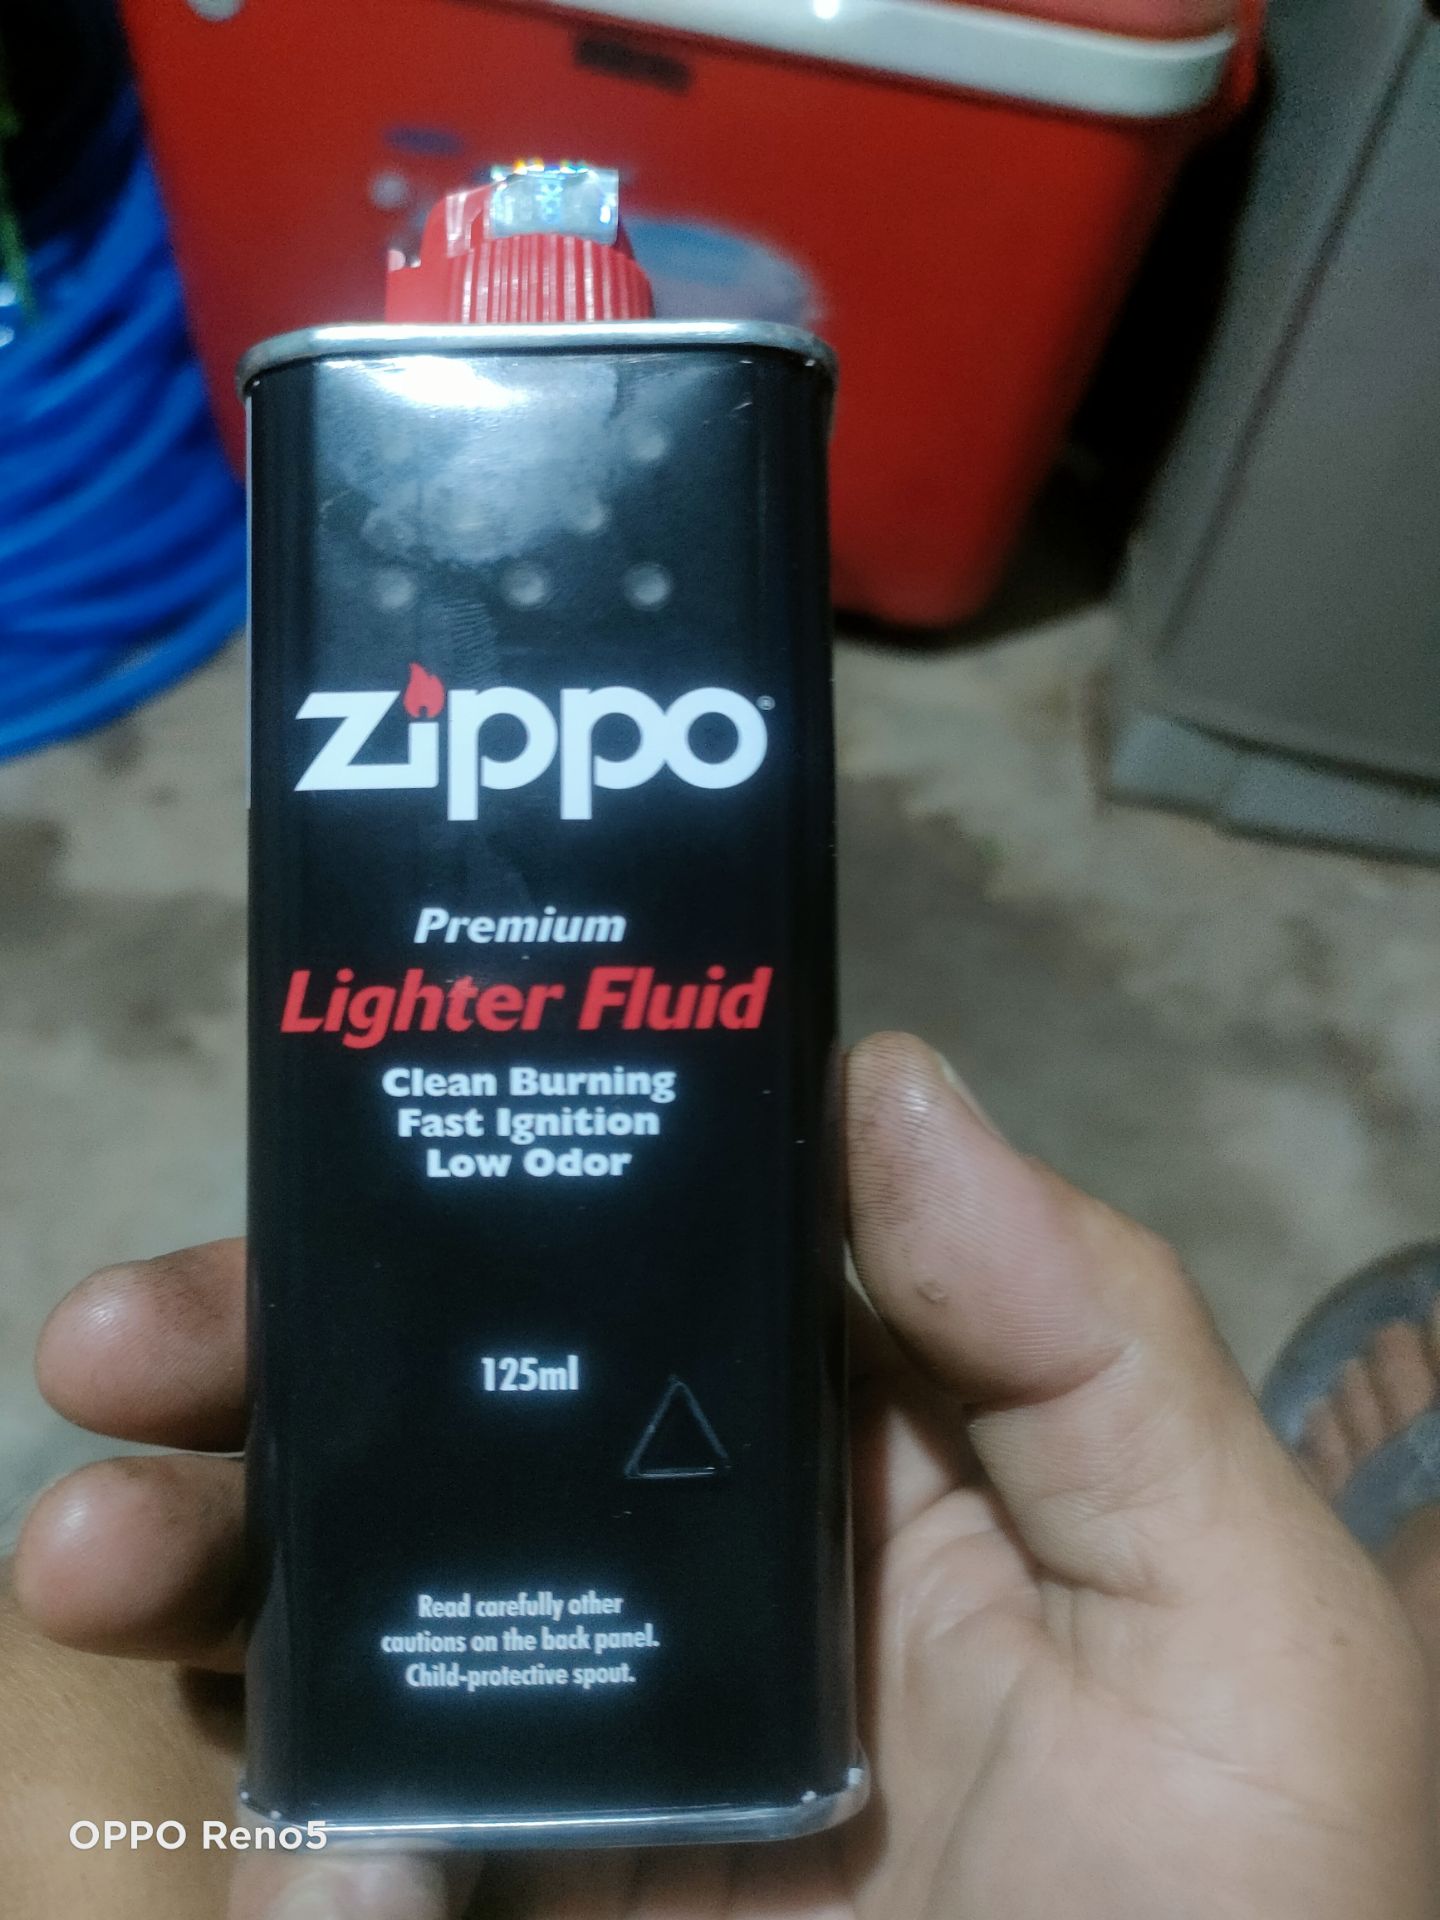 zippo®
Premium
Lighter Fluid
Clean Burning
Fast Ignition
Low Odor
125ml
Read carefully other
cautions on the back panel.
Child-protective spout.
OPPO Reno5